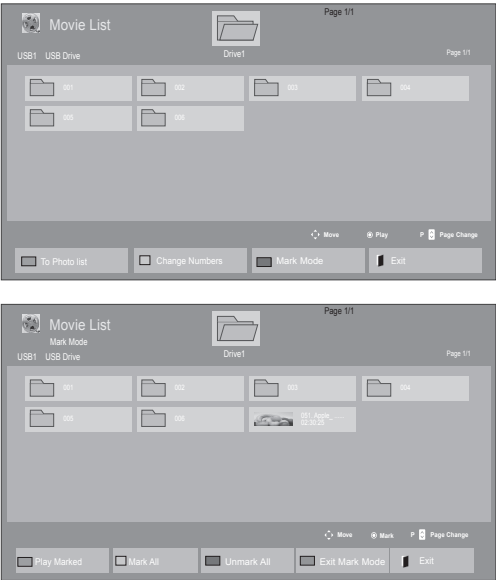 Page 1/1
Movie List
USB1 USB Drive
Drive1
Page 1/1
001 002 003 004
005 006
Move Play P Page Change
To Photo list Change Numbers Mark Mode Exit
Page 1/1
Movie List
Mark Mode
USB1 USB Drive
Drive1
Page 1/1
001 002 003 004
005 006 051. Apple_......
02:30:25
Move Mark P Page Change
Play Marked Mark All Unmark All Exit Mark Mode Exit